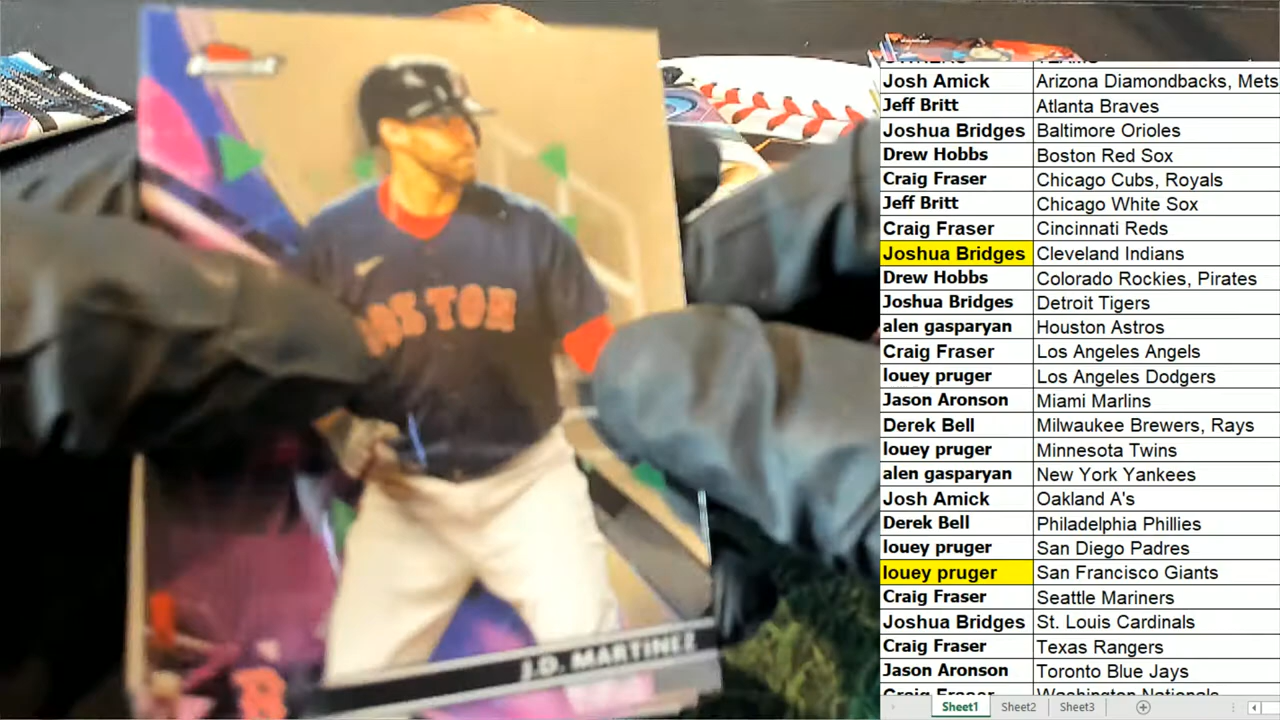 BOSTON
J.D. MARTINEZ
B
Josh Amick Arizona Diamondbacks, Mets
Jeff Britt Atlanta Braves
Joshua Bridges Baltimore Orioles
Drew Hobbs Boston Red Sox
Craig Fraser Chicago Cubs, Royals
Jeff Britt Chicago White Sox
Craig Fraser Cincinnati Reds
Joshua Bridges Cleveland Indians
Drew Hobbs Colorado Rockies, Pirates
Joshua Bridges Detroit Tigers
alen gasparyan Houston Astros
Craig Fraser Los Angeles Angels
louey pruger Los Angeles Dodgers
Jason Aronson Miami Marlins
Derek Bell Milwaukee Brewers, Rays
louey pruger Minnesota Twins
alen gasparyan New York Yankees
Josh Amick Oakland A's
Derek Bell Philadelphia Phillies
louey pruger San Diego Padres
louey pruger San Francisco Giants
Craig Fraser Seattle Mariners
Joshua Bridges St. Louis Cardinals
Craig Fraser Texas Rangers
Jason Aronson Toronto Blue Jays
Craig Fraser Washington Nationals
Sheet1 Sheet2 Sheet3